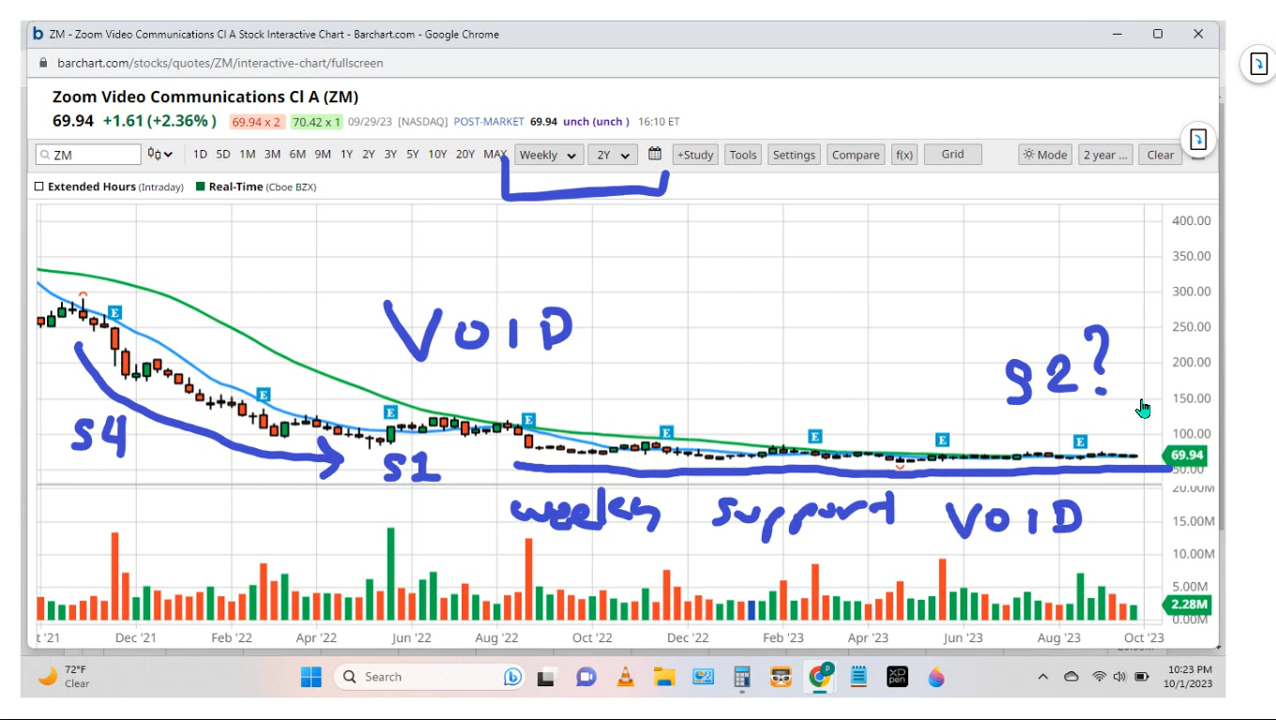 ZM - Zoom Video Communications Cl A Stock Interactive Chart - Barchart.com - Google Chrome
barchart.com/stocks/quotes/ZM/interactive-chart/fullscreen
Zoom Video Communications Cl A (ZM)
69.94 +1.61 (+2.36%) 69.94 x 2 70.42 x 1 09/29/23 [NASDAQ] POST-MARKET 69.94 unch (unch) 16:10 ET
ZM 1D 5D 1M 3M 6M 9M 1Y 2Y 3Y 5Y 10Y 20Y MAX Weekly 2Y +Study Tools Settings Compare f(x) Grid Mode 2 year ... Clear
Extended Hours (Intraday) Real-Time (Cboe BZX)
400.00
350.00
300.00
E
250.00
VOID
200.00
S2?
150.00
E
E
E
100.00
S4
E
E
E
E
S1
69.94
50.00
20.00M
weekly support VOID
15.00M
10.00M
5.00M
2.28M
0.00M
t '21 Dec '21 Feb '22 Apr '22 Jun '22 Aug '22 Oct '22 Dec '22 Feb '23 Apr '23 Jun '23 Aug '23 Oct '23
72°F
Clear
Search
XD
pen
10:23 PM
10/1/2023